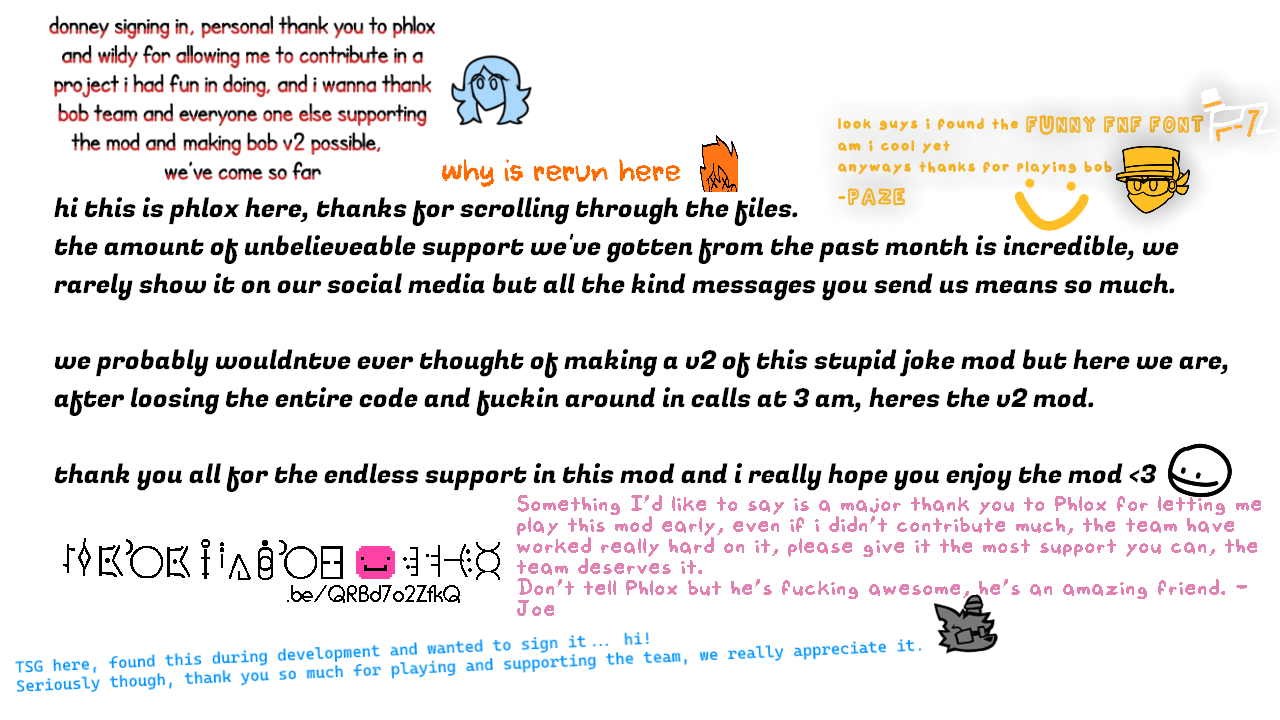 donney signing in, personal thank you to phlox
and wildy for allowing me to contribute in a
project i had fun in doing, and i wanna thank
bob team and everyone one else supporting
the mod and making bob v2 possible,
we've come so far
look guys i found the FUNNY FNF FONT
am i cool yet
anyways thanks for playing bob
-PAZE
why is rerun here
hi this is phlox here, thanks for scrolling through the files.
the amount of unbelieveable support we've gotten from the past month is incredible, we
rarely show it on our social media but all the kind messages you send us means so much.
we probably wouldntve ever thought of making a v2 of this stupid joke mod but here we are,
after loosing the entire code and fuckin around in calls at 3 am, heres the v2 mod.
thank you all for the endless support in this mod and i really hope you enjoy the mod <3
Something I'd like to say is a major thank you to Phlox for letting me
play this mod early, even if i didn't contribute much, the team have
worked really hard on it, please give it the most support you can, the
team deserves it.
Don't tell Phlox but he's fucking awesome, he's an amazing friend. -
Joe
.be/QRBd7o2ZfkQ
TSG here, found this during development and wanted to sign it... hi!
Seriously though, thank you so much for playing and supporting the team, we really appreciate it.